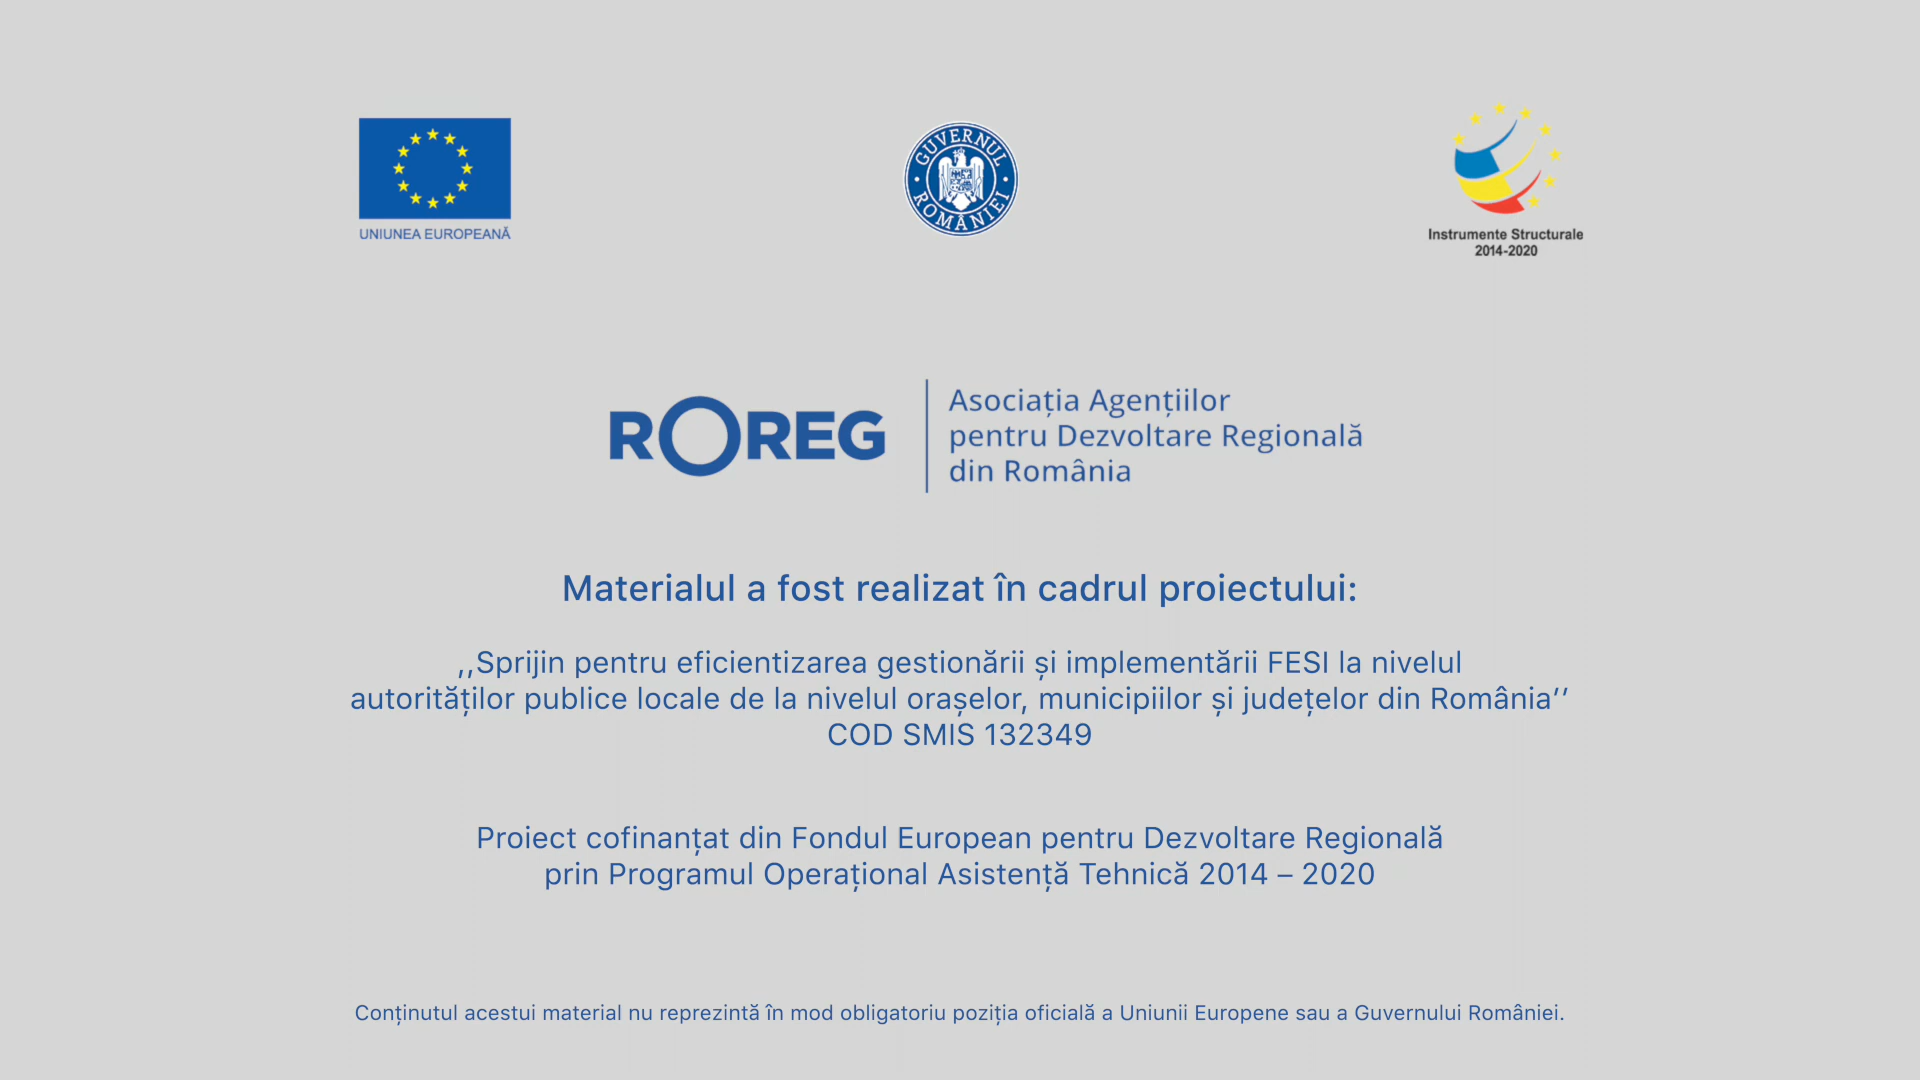 UNIUNEA EUROPEANĂ
GUVERNUL ROMÂNIEI
Instrumente Structurale
2014-2020
ROREG
Asociația Agențiilor
pentru Dezvoltare Regională
din România
Materialul a fost realizat în cadrul proiectului:
,,Sprijin pentru eficientizarea gestionării și implementării FESI la nivelul
autorităților publice locale de la nivelul orașelor, municipiilor și județelor din România’’
COD SMIS 132349
Proiect cofinanțat din Fondul European pentru Dezvoltare Regională
prin Programul Operațional Asistență Tehnică 2014 – 2020
Conținutul acestui material nu reprezintă în mod obligatoriu poziția oficială a Uniunii Europene sau a Guvernului României.